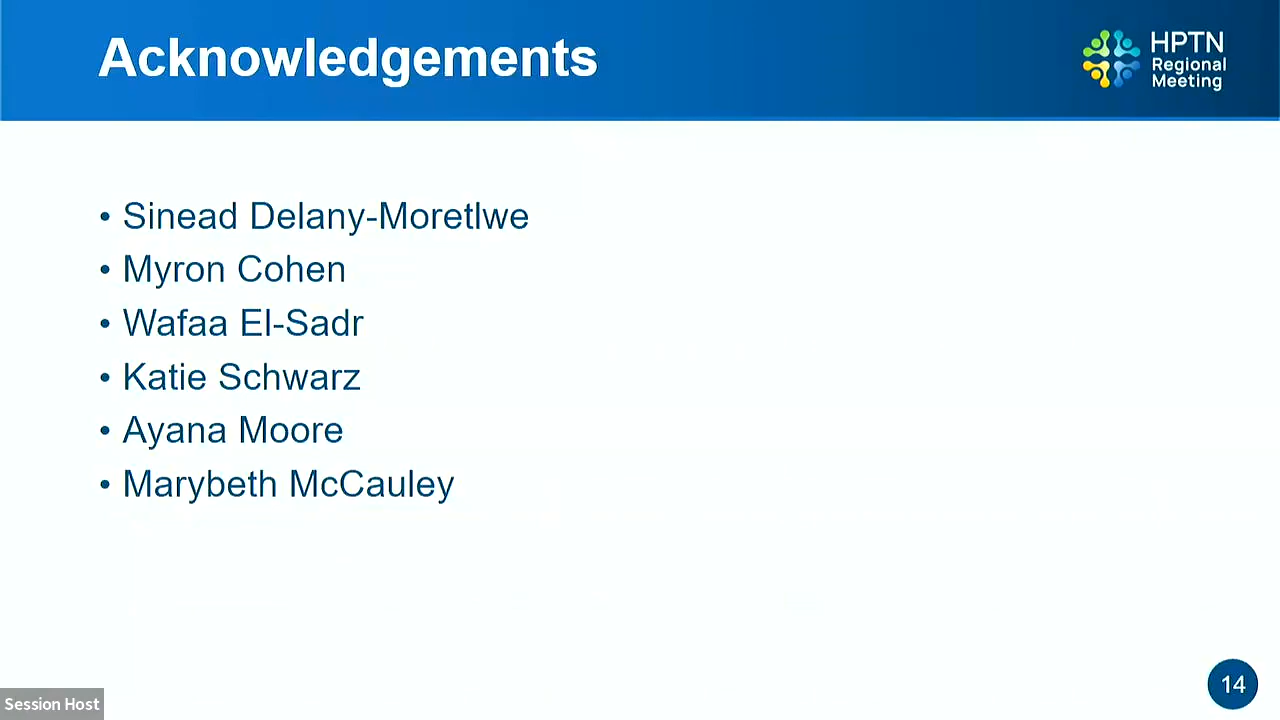 Acknowledgements
HPTN
Regional
Meeting
• Sinead Delany-Moretlwe
• Myron Cohen
• Wafaa El-Sadr
• Katie Schwarz
• Ayana Moore
• Marybeth McCauley
14
Session Host